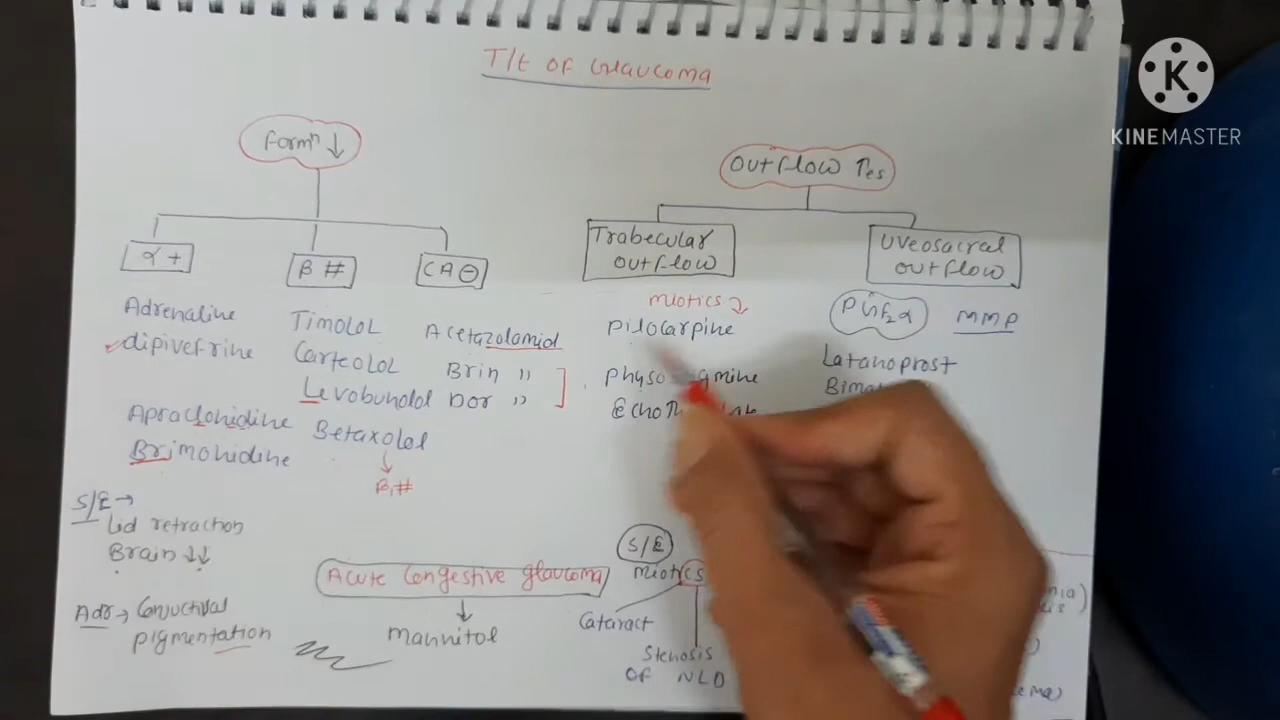 T/t OF Glaucoma
Formⁿ ↓
α +
Adrenaline
dipivefrine
Apraclonidine
Brimonidine
S/E →
Lid retraction
Brain ↓↓
Adr → Conjuctival
pigmentation
β #
Timolol
Carteolol
Levobunolol
Betaxolol
↓
β₁#
CA ⊖
Acetazolamid
Brin "
Dor "
Acute Congestive glaucoma
↓
Mannitol
Outflow ↑es
Trabecular
outflow
Miotics
Pilocarpine
S/E
Miotics
Cataract
Stenosis
OF NLD
Uveosacral
outflow
PGF₂α
MMP
Latanoprost
KINEMASTER